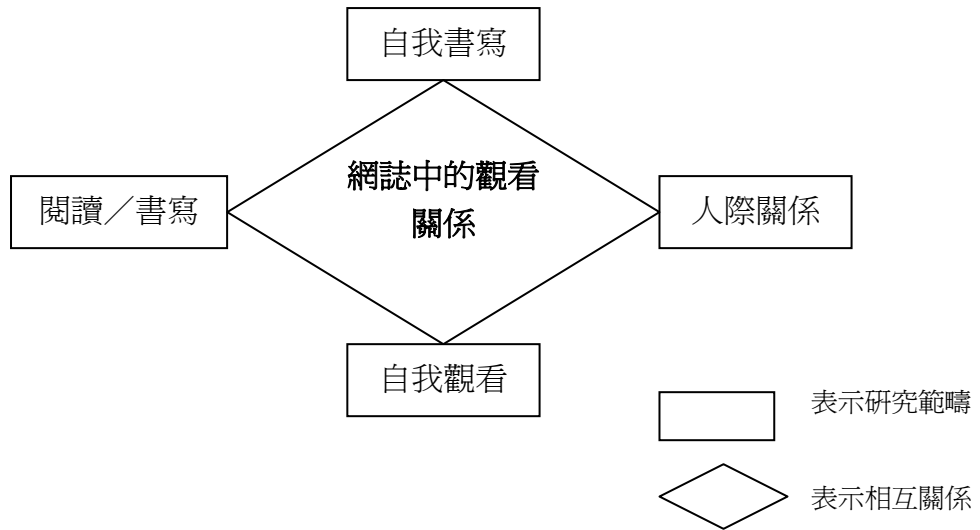 自我書寫
網誌中的觀看
關係
閱讀／書寫
人際關係
自我觀看
表示研究範疇
表示相互關係